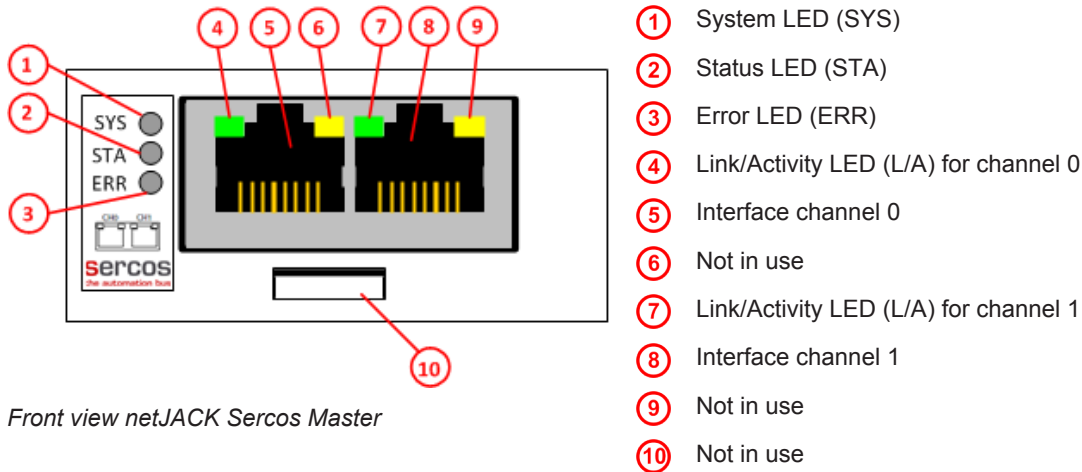 4 5 6 7 8 9
1
2
3
SYS
STA
ERR
CH0 CH1
sercos
the automation bus
10
Front view netJACK Sercos Master
1 System LED (SYS)
2 Status LED (STA)
3 Error LED (ERR)
4 Link/Activity LED (L/A) for channel 0
5 Interface channel 0
6 Not in use
7 Link/Activity LED (L/A) for channel 1
8 Interface channel 1
9 Not in use
10 Not in use